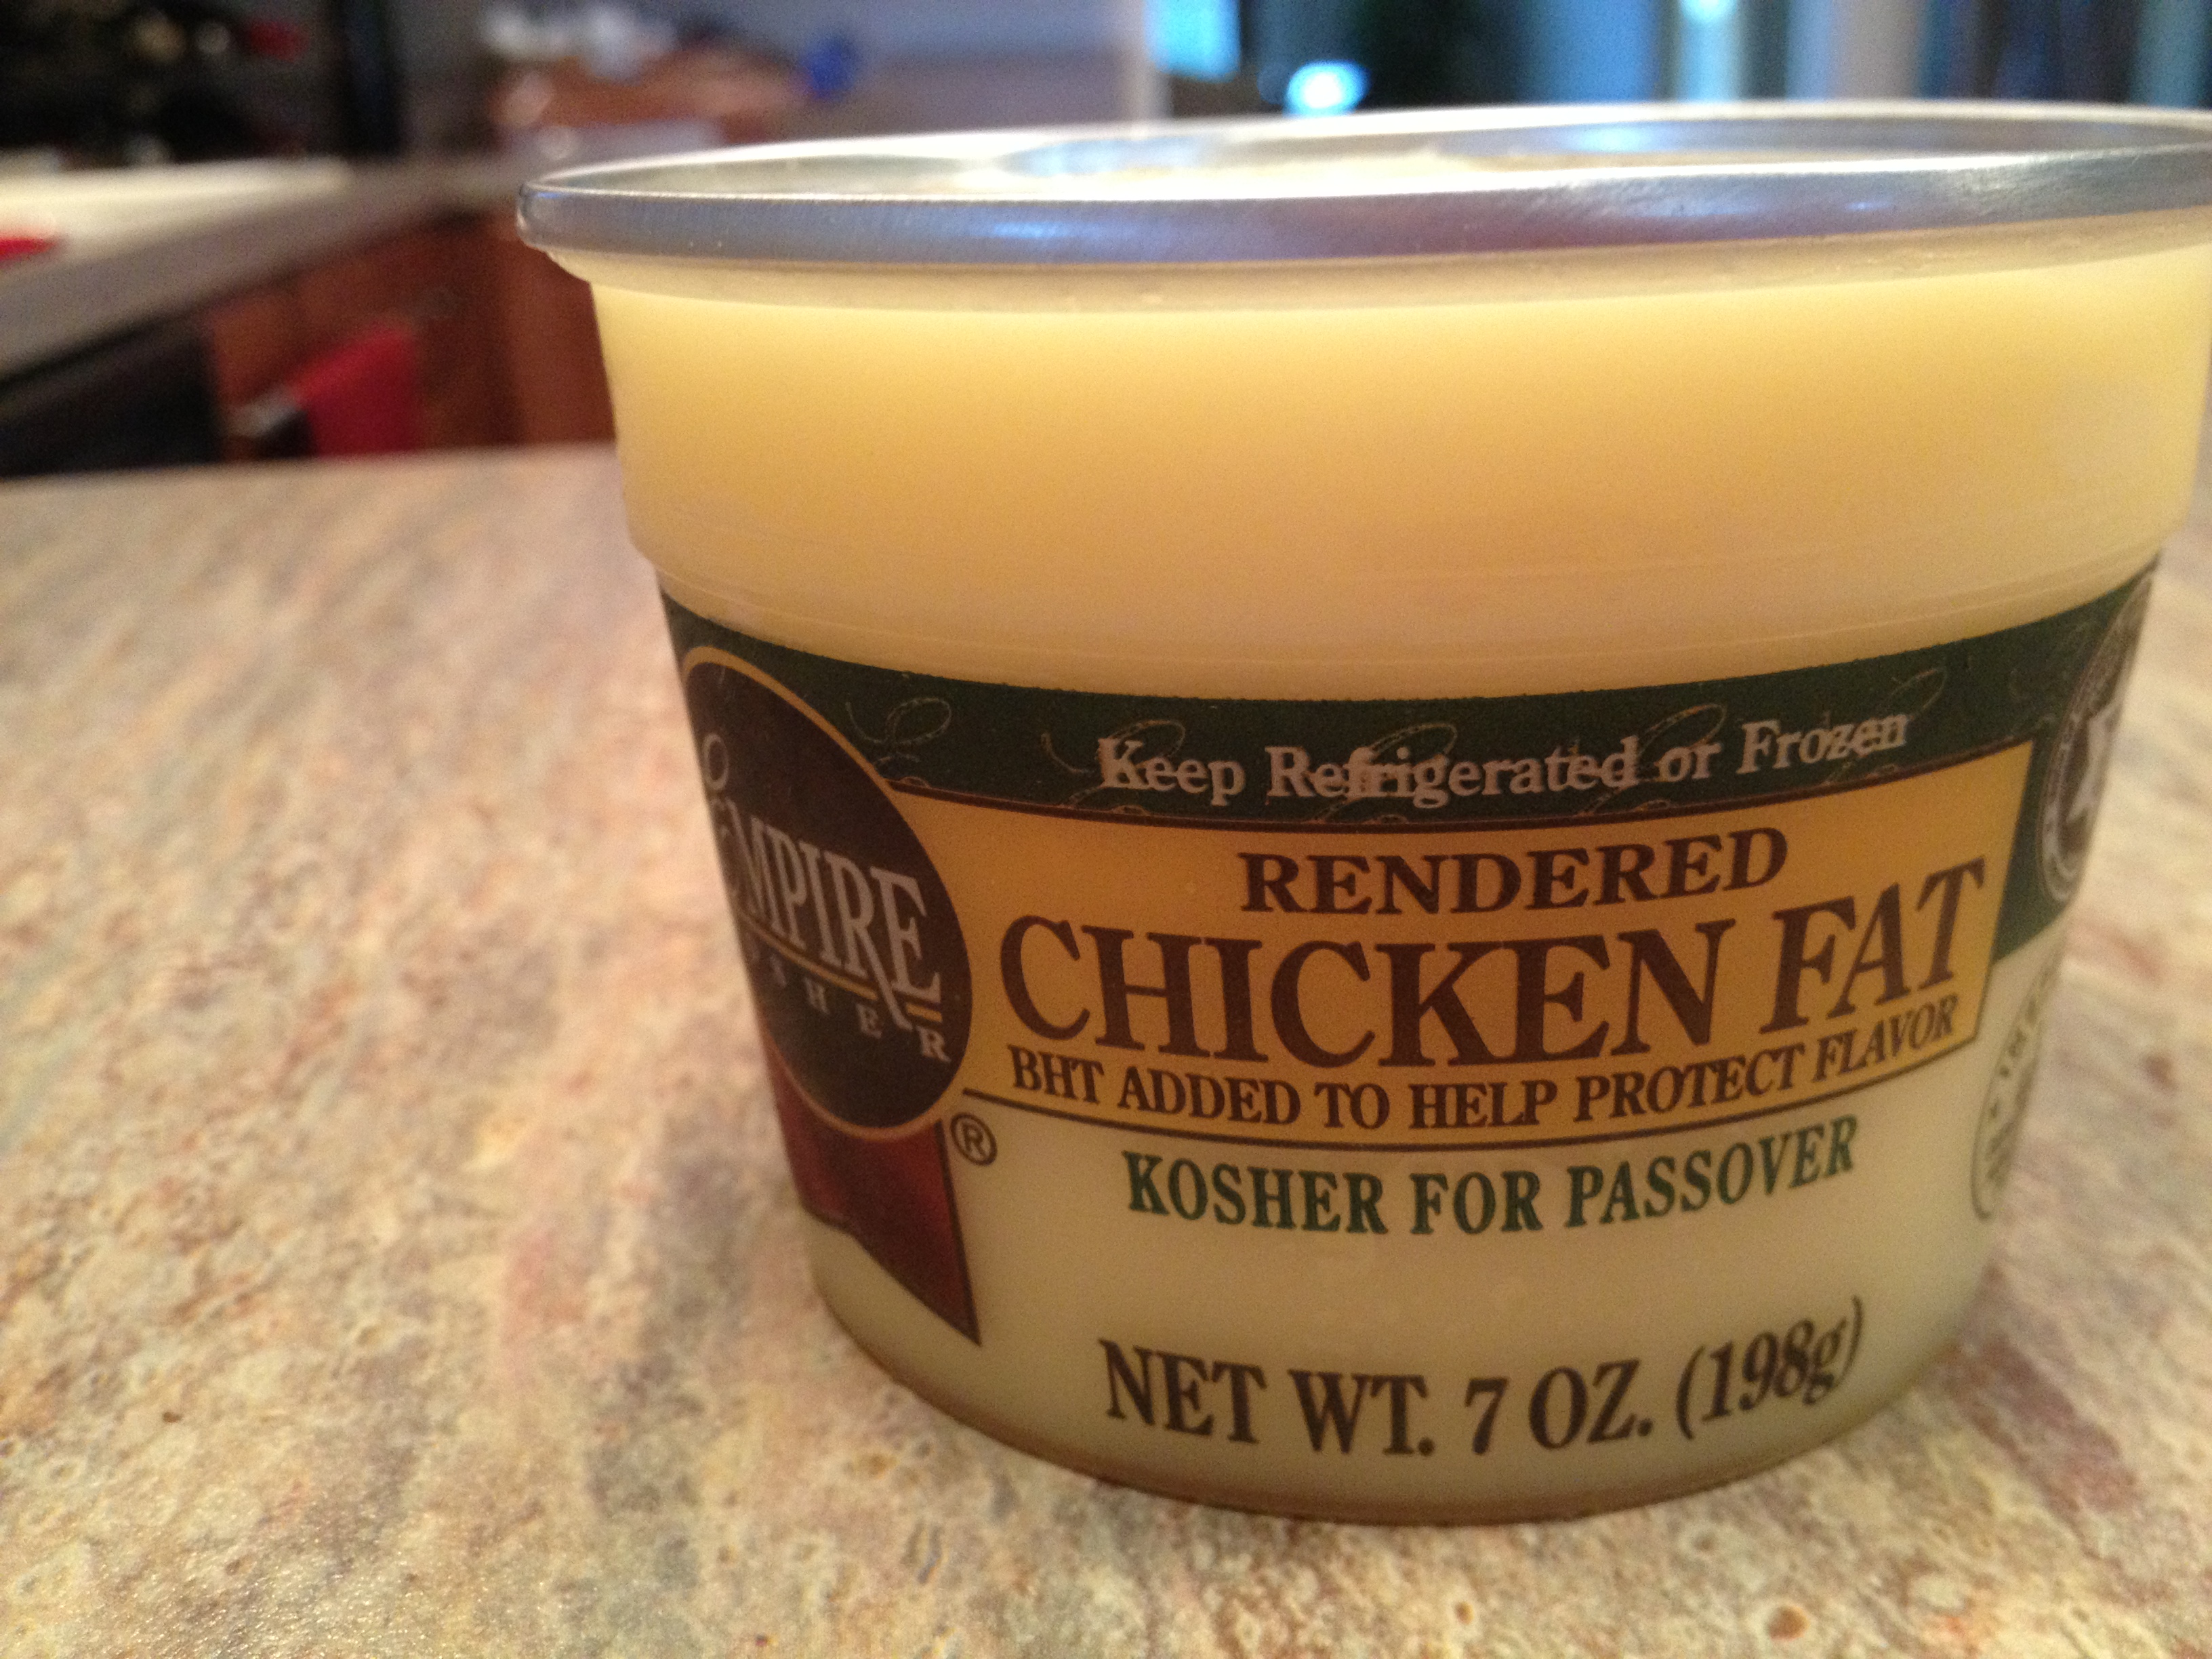 Keep Refrigerated or Frozen
EMPIRE
KOSHER
®
RENDERED
CHICKEN FAT
BHT ADDED TO HELP PROTECT FLAVOR
KOSHER FOR PASSOVER
NET WT. 7 OZ. (198g)